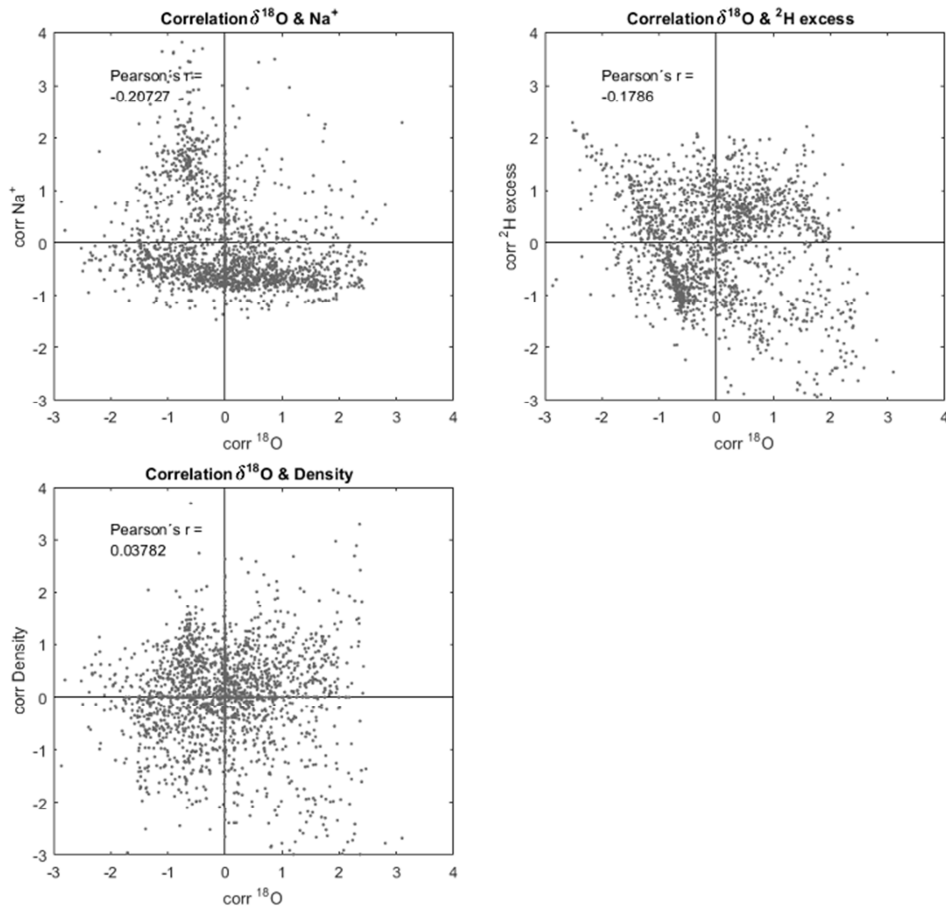 Correlation δ¹⁸O & Na⁺
4
3
2
1
0
-1
-2
-3
corr Na⁺
Pearson´s r =
-0.20727
-3 -2 -1 0 1 2 3 4
corr ¹⁸O
Correlation δ¹⁸O & ²H excess
4
3
2
1
0
-1
-2
-3
corr ²H excess
Pearson´s r =
-0.1786
-3 -2 -1 0 1 2 3 4
corr ¹⁸O
Correlation δ¹⁸O & Density
4
3
2
1
0
-1
-2
-3
corr Density
Pearson´s r =
0.03782
-3 -2 -1 0 1 2 3 4
corr ¹⁸O